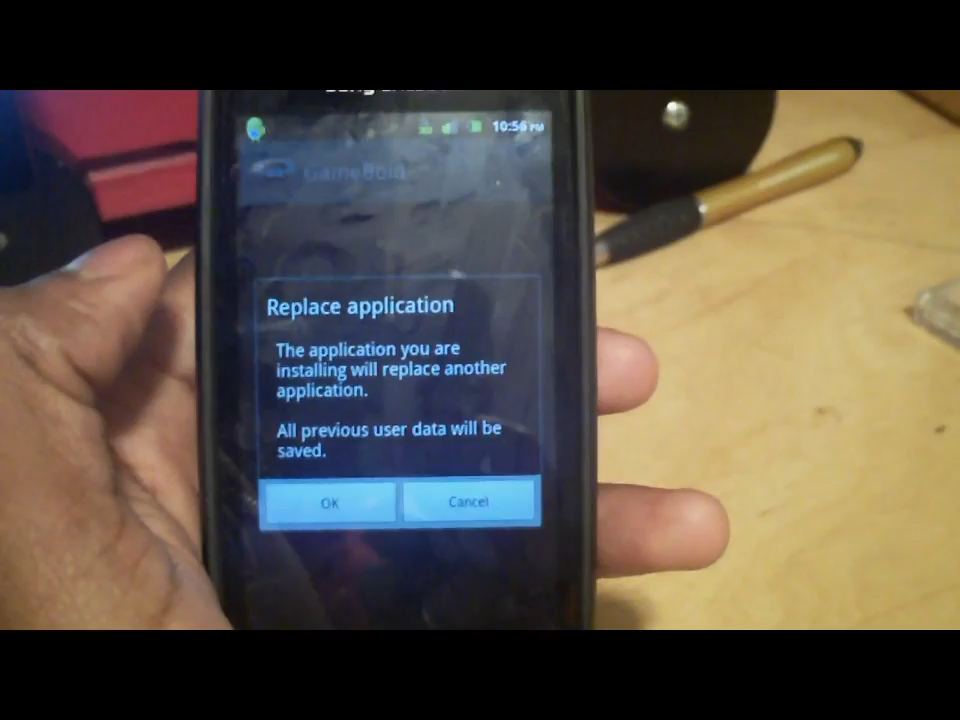 10:56 PM
GameBoid
Replace application
The application you are
installing will replace another
application.
All previous user data will be
saved.
OK
Cancel